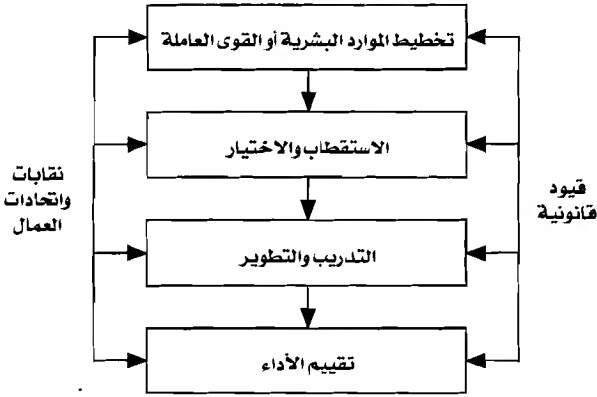 تخطيط الموارد البشرية أو القوى العاملة
الاستقطاب والاختيار
نقابات
واتحادات
العمال
قيود
قانونية
التدريب والتطوير
تقييم الأداء